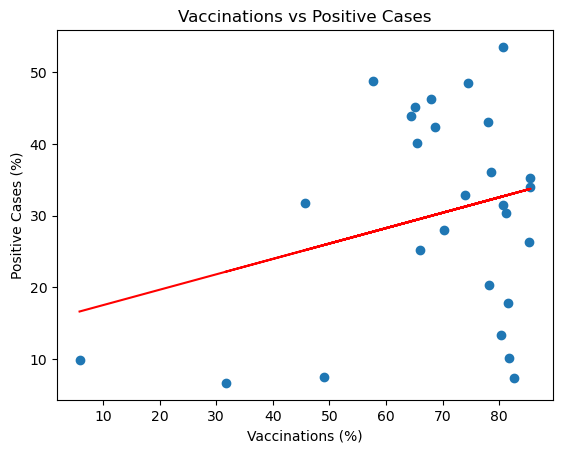 Vaccinations vs Positive Cases
Positive Cases (%)
50
40
30
20
10
10 20 30 40 50 60 70 80
Vaccinations (%)